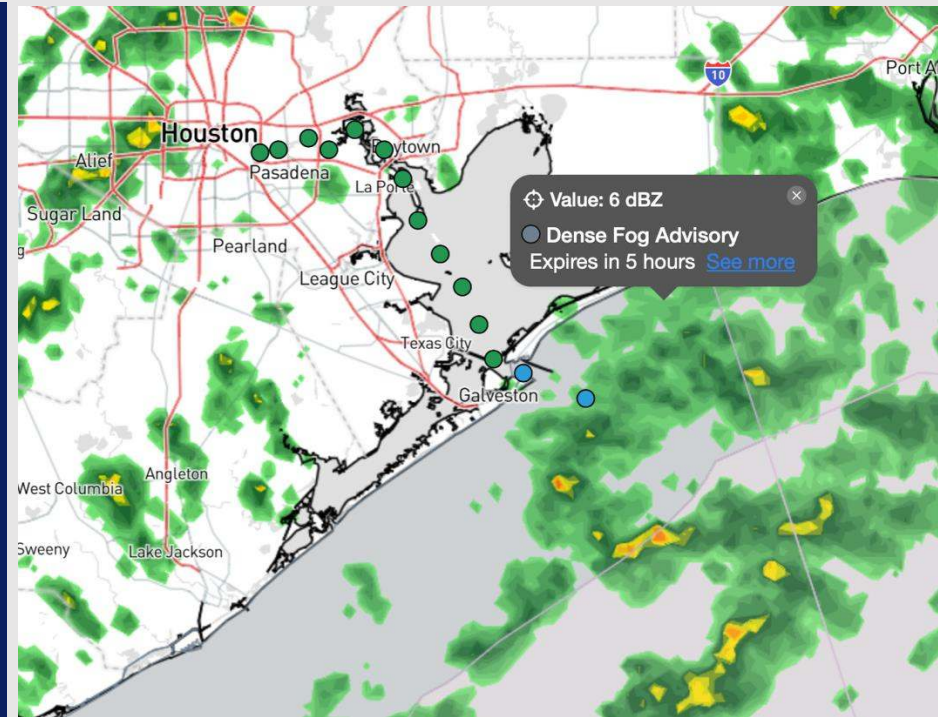 10
Port A
Houston
Alief
Baytown
Pasadena
La Porte
Sugar Land
Pearland
g
League City
Value: 6 dBZ
Dense Fog Advisory
Expires in 5 hours See more
Texas City
Galveston
Angleton
West Columbia
Sweeny
Lake Jackson